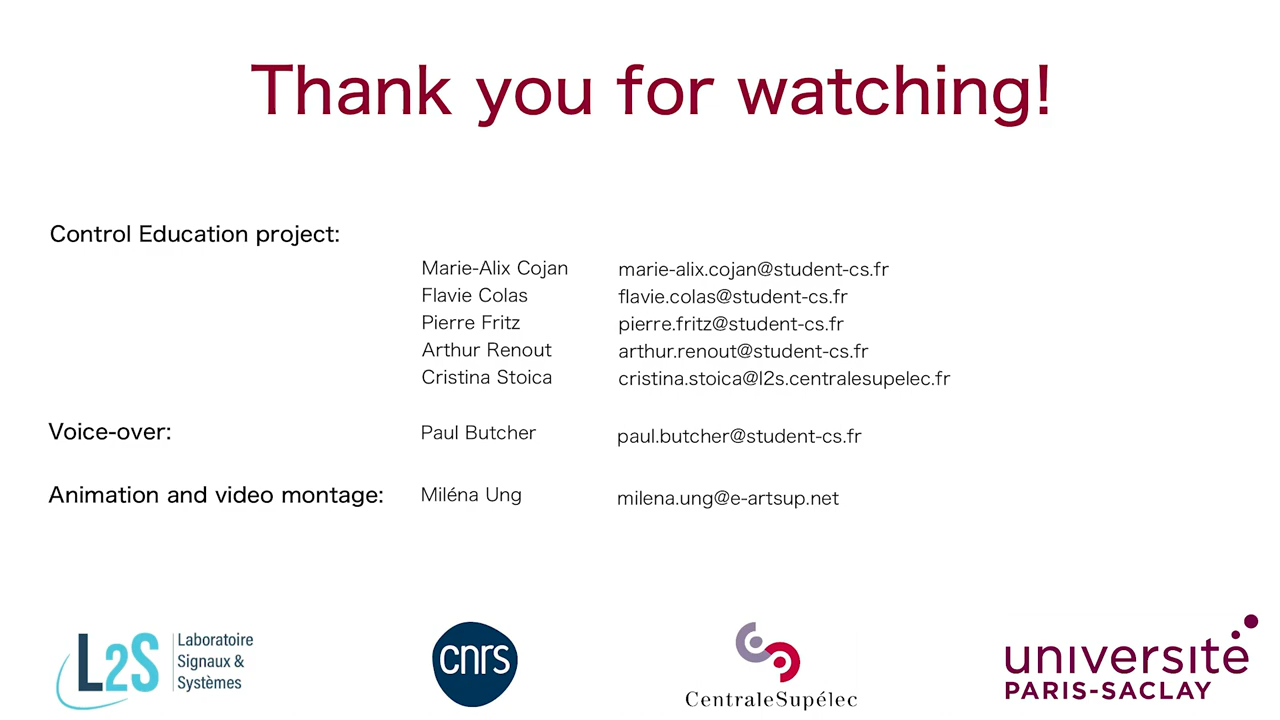 Thank you for watching!
Control Education project:
Marie-Alix Cojan marie-alix.cojan@student-cs.fr
Flavie Colas flavie.colas@student-cs.fr
Pierre Fritz pierre.fritz@student-cs.fr
Arthur Renout arthur.renout@student-cs.fr
Cristina Stoica cristina.stoica@l2s.centralesupelec.fr
Voice-over: Paul Butcher paul.butcher@student-cs.fr
Animation and video montage: Miléna Ung milena.ung@e-artsup.net
L2S
Laboratoire
Signaux &
Systèmes
cnrs
CentraleSupélec
université
PARIS-SACLAY